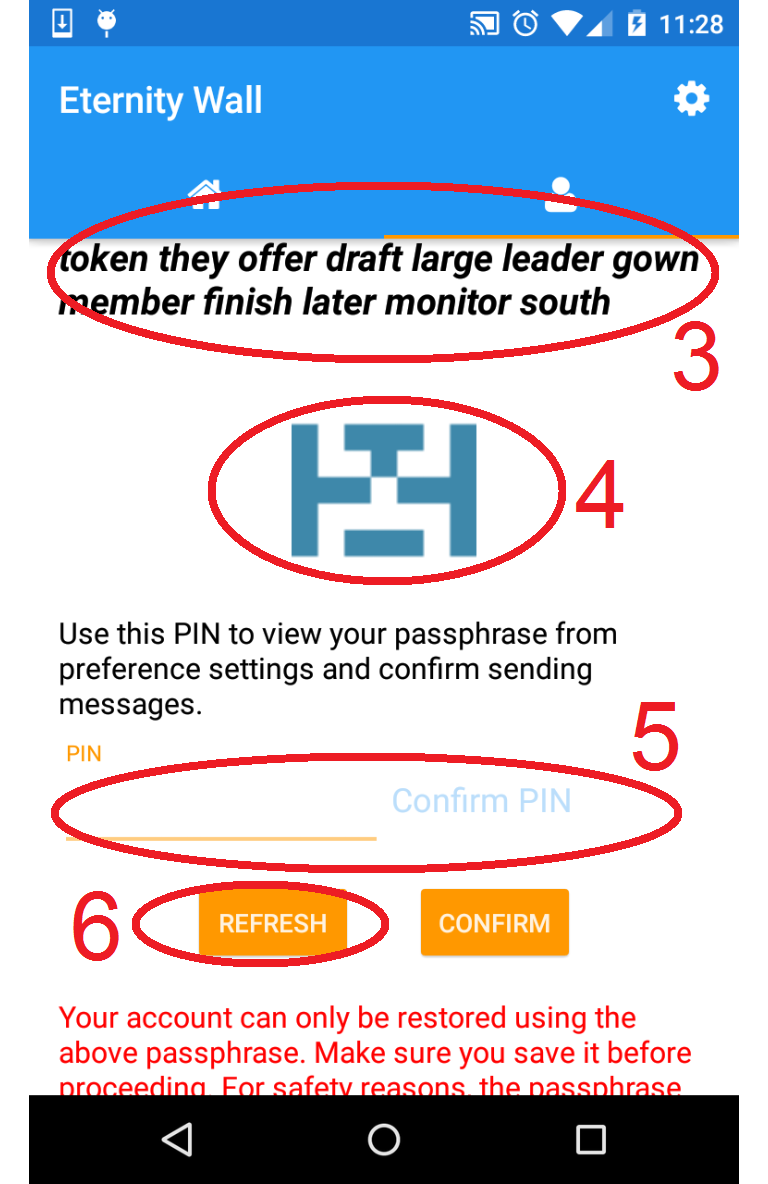 11:28
Eternity Wall
token they offer draft large leader gown
member finish later monitor south
3
4
Use this PIN to view your passphrase from
preference settings and confirm sending
messages.
5
PIN
Confirm PIN
6
REFRESH
CONFIRM
Your account can only be restored using the
above passphrase. Make sure you save it before
proceeding. For safety reasons, the passphrase